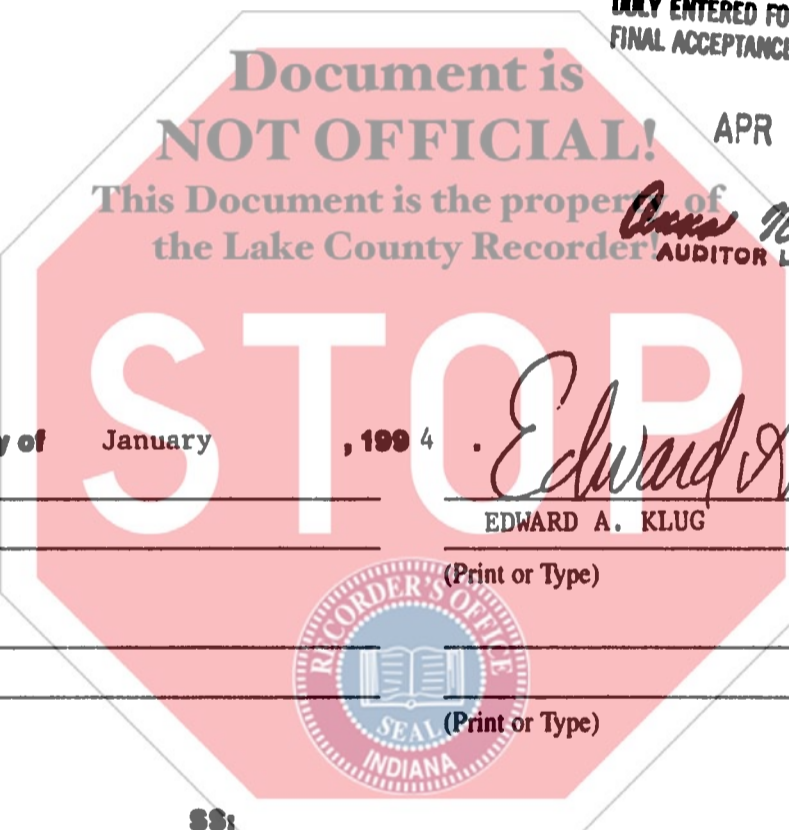 DULY ENTERED FO
FINAL ACCEPTANCE
Document is
NOT OFFICIAL!
APR
This Document is the property of
the Lake County Recorder!
Anna
AUDITOR L
STOP
y of January , 199 4 .
Edward A
EDWARD A. KLUG
(Print or Type)
RECORDER'S OFFICE
SEAL
INDIANA
(Print or Type)
SS: